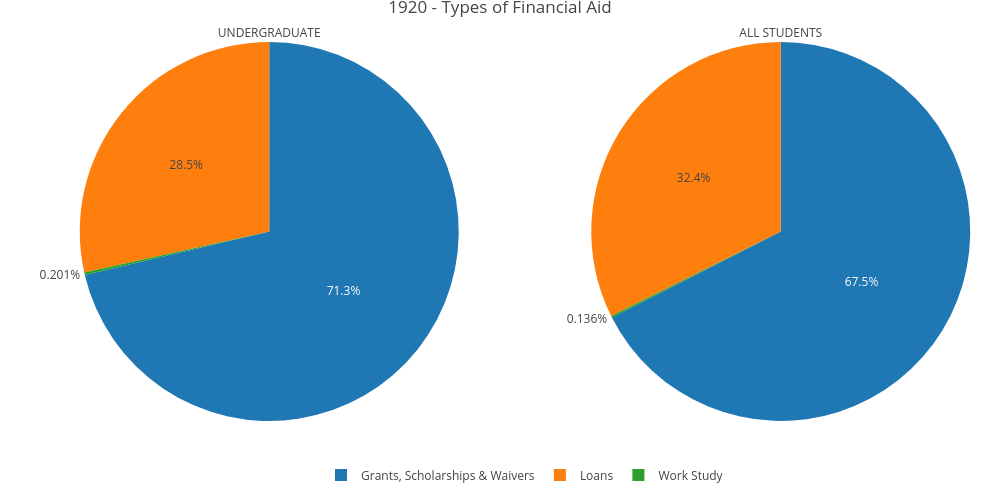 1920 - Types of Financial Aid
UNDERGRADUATE
28.5%
0.201%
71.3%
ALL STUDENTS
32.4%
67.5%
0.136%
Grants, Scholarships & Waivers
Loans
Work Study